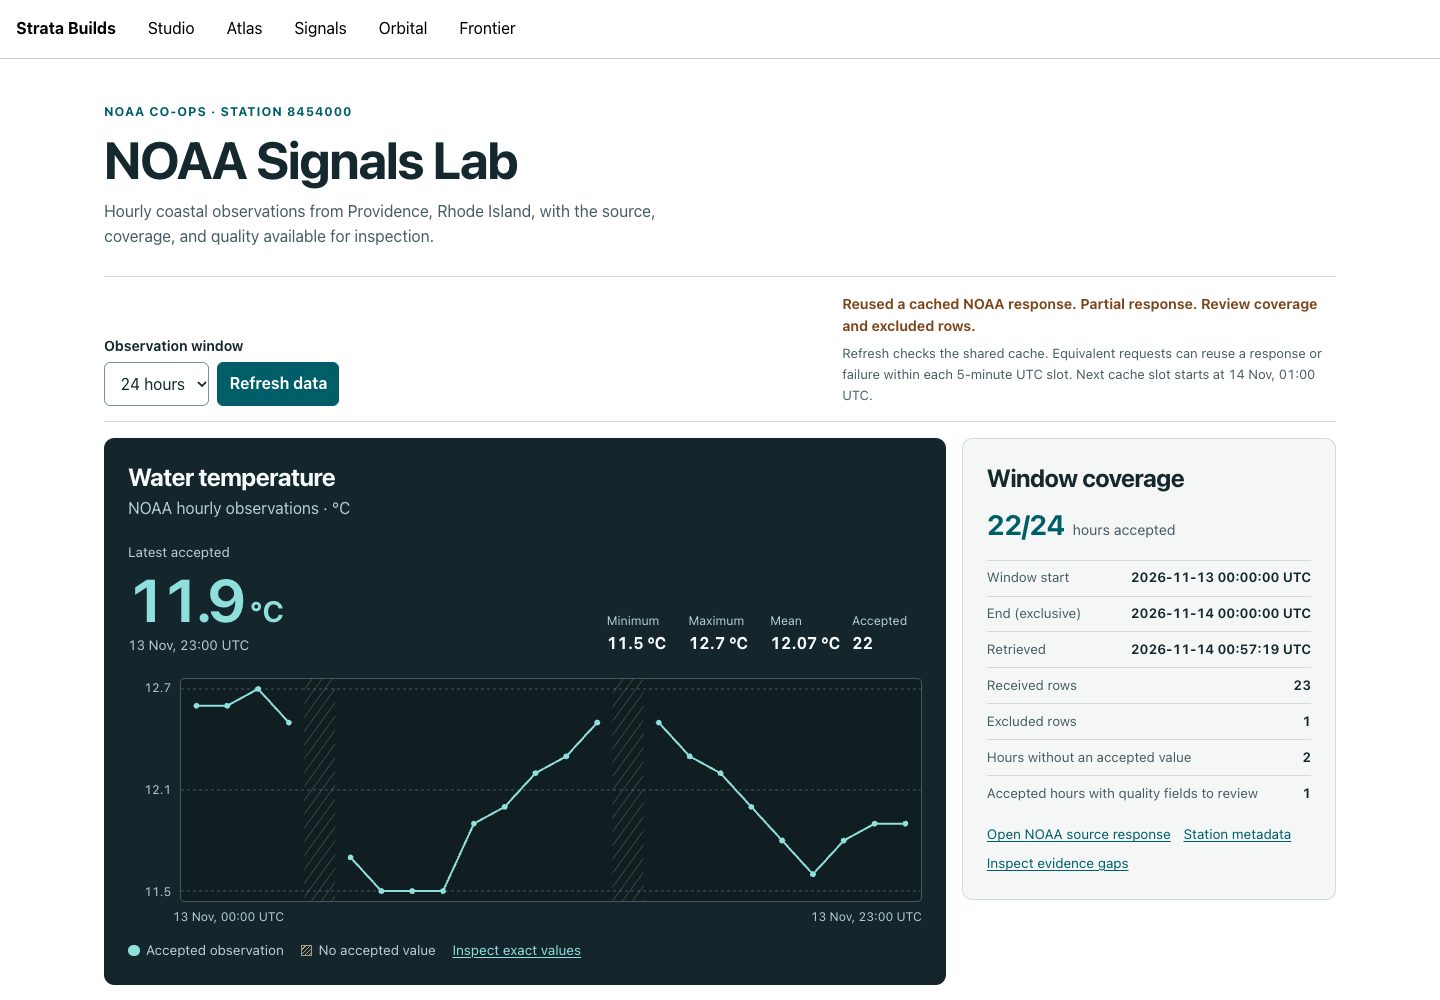 Strata Builds Studio Atlas Signals Orbital Frontier
NOAA CO-OPS · STATION 8454000
NOAA Signals Lab
Hourly coastal observations from Providence, Rhode Island, with the source,
coverage, and quality available for inspection.
Observation window
24 hours
Refresh data
Reused a cached NOAA response. Partial response. Review coverage
and excluded rows.
Refresh checks the shared cache. Equivalent requests can reuse a response or
failure within each 5-minute UTC slot. Next cache slot starts at 14 Nov, 01:00
UTC.
Water temperature
NOAA hourly observations · °C
Latest accepted
11.9 °C
13 Nov, 23:00 UTC
Minimum Maximum Mean Accepted
11.5 °C 12.7 °C 12.07 °C 22
12.7
12.1
11.5
13 Nov, 00:00 UTC 13 Nov, 23:00 UTC
Accepted observation No accepted value Inspect exact values
Window coverage
22/24 hours accepted
Window start 2026-11-13 00:00:00 UTC
End (exclusive) 2026-11-14 00:00:00 UTC
Retrieved 2026-11-14 00:57:19 UTC
Received rows 23
Excluded rows 1
Hours without an accepted value 2
Accepted hours with quality fields to review 1
Open NOAA source response Station metadata
Inspect evidence gaps